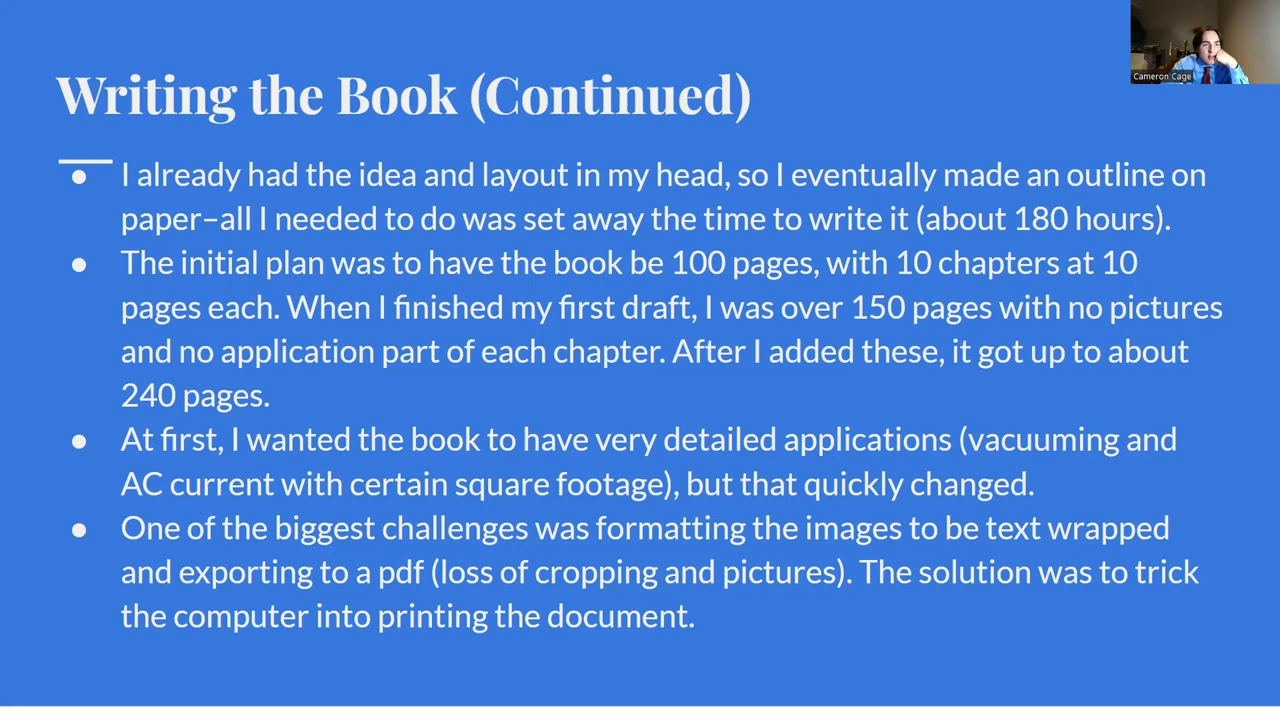 Writing the Book (Continued)
Cameron Cage
● I already had the idea and layout in my head, so I eventually made an outline on
paper–all I needed to do was set away the time to write it (about 180 hours).
● The initial plan was to have the book be 100 pages, with 10 chapters at 10
pages each. When I finished my first draft, I was over 150 pages with no pictures
and no application part of each chapter. After I added these, it got up to about
240 pages.
● At first, I wanted the book to have very detailed applications (vacuuming and
AC current with certain square footage), but that quickly changed.
● One of the biggest challenges was formatting the images to be text wrapped
and exporting to a pdf (loss of cropping and pictures). The solution was to trick
the computer into printing the document.